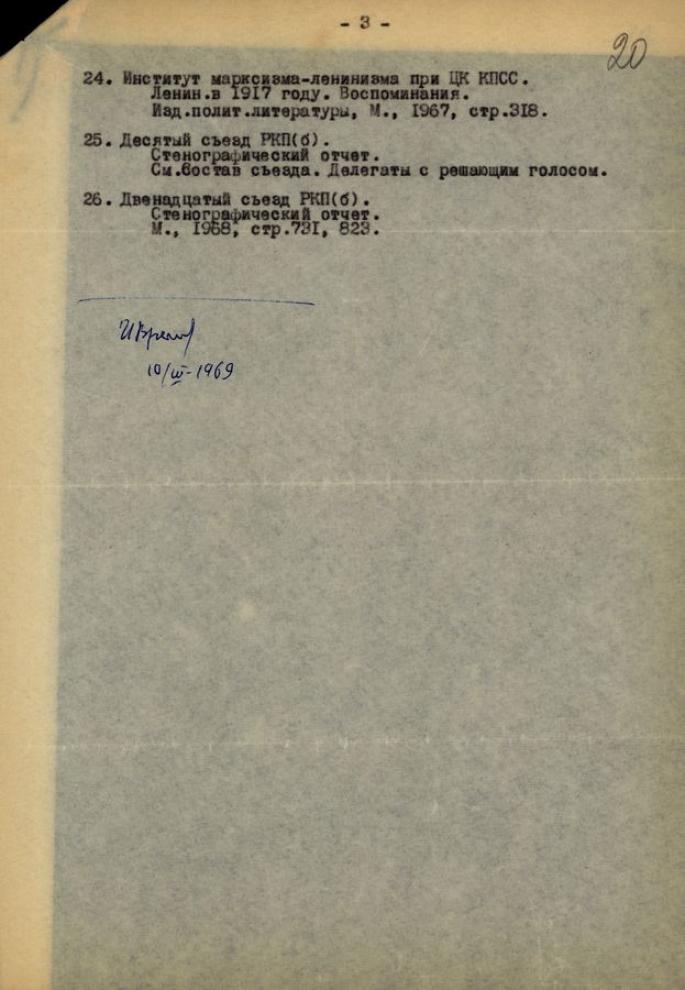 - 3 -
20
24. Институт марксизма-ленинизма при ЦК КПСС.
Ленин.в 1917 году. Воспоминания.
Изд.полит.литературы, М., 1967, стр.318.
25. Десятый съезд РКП(б).
Стенографический отчет.
См.Состав съезда. Делегаты с решающим голосом.
26. Двенадцатый съезд РКП(б).
Стенографический отчет.
М., 1968, стр.731, 823.
10/III-1969